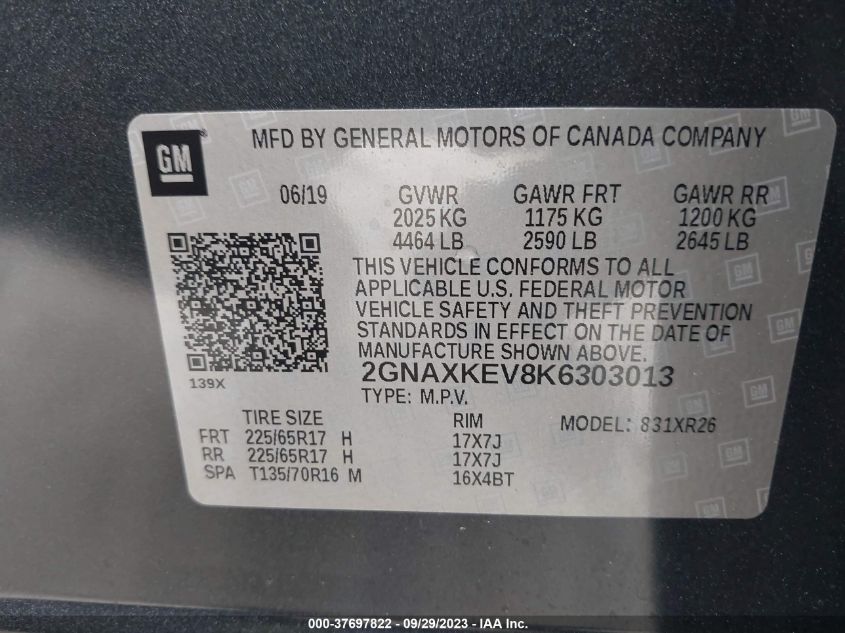 GM
MFD BY GENERAL MOTORS OF CANADA COMPANY
06/19 GVWR GAWR FRT GAWR RR
2025 KG 1175 KG 1200 KG
4464 LB 2590 LB 2645 LB
THIS VEHICLE CONFORMS TO ALL
APPLICABLE U.S. FEDERAL MOTOR
VEHICLE SAFETY AND THEFT PREVENTION
STANDARDS IN EFFECT ON THE DATE OF
MANUFACTURE SHOWN ABOVE.
139X
2GNAXKEV8K6303013
TYPE: M.P.V.
TIRE SIZE RIM MODEL: 831XR26
FRT 225/65R17 H 17X7J
RR 225/65R17 H 17X7J
SPA T135/70R16 M 16X4BT
000-37697822 - 09/29/2023 - IAA Inc.